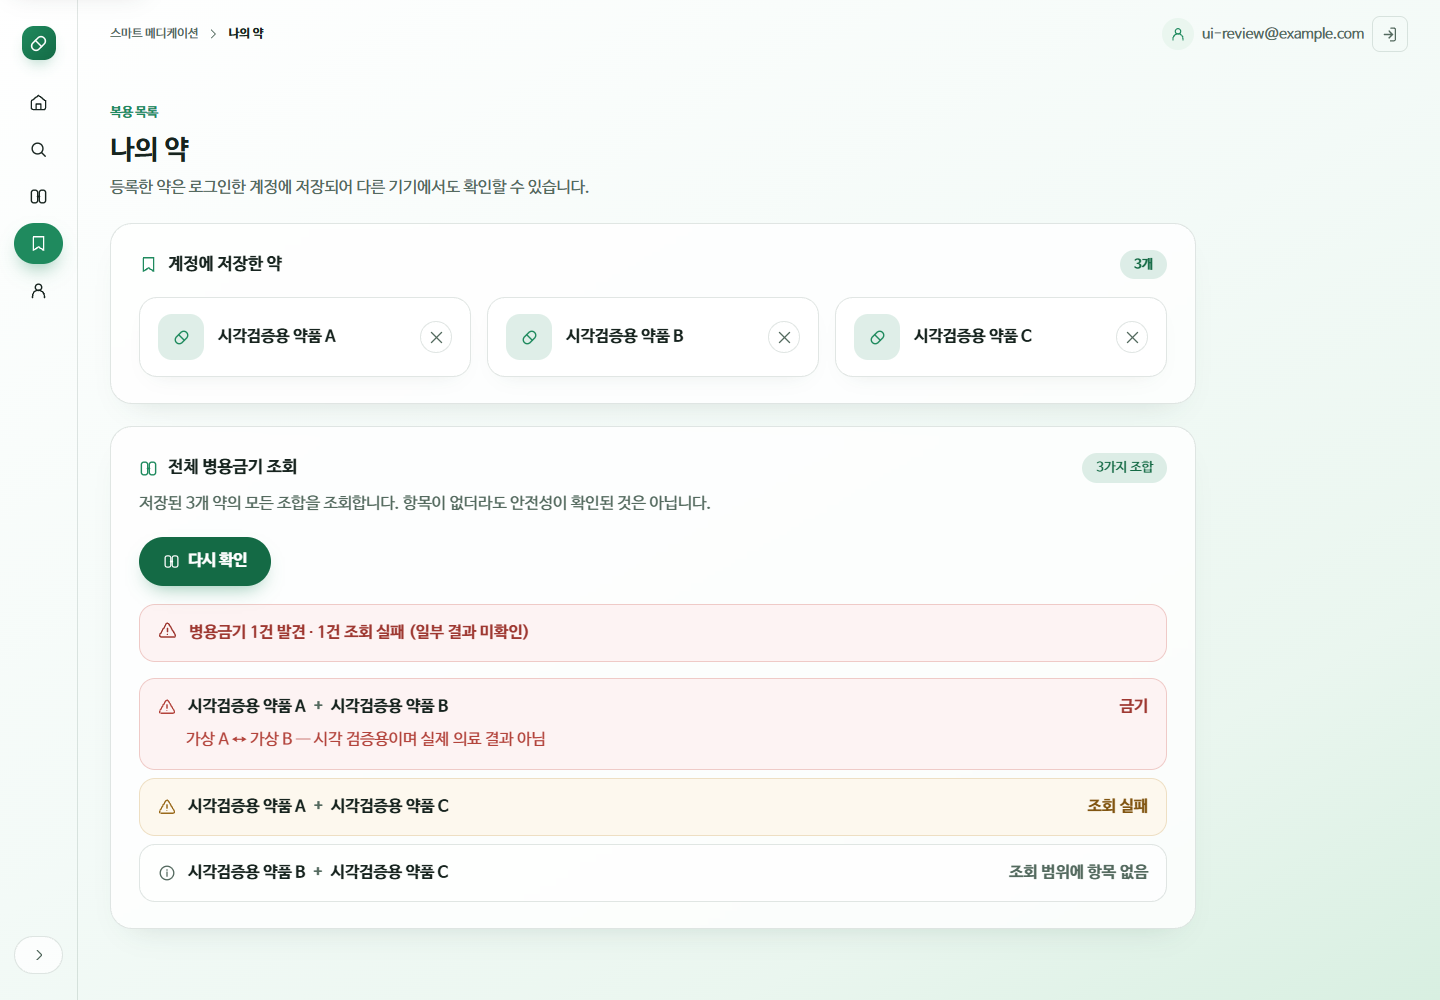 스마트 메디케이션 > 나의 약
ui-review@example.com
복용 목록
나의 약
등록한 약은 로그인한 계정에 저장되어 다른 기기에서도 확인할 수 있습니다.
계정에 저장한 약
3개
시각검증용 약품 A
시각검증용 약품 B
시각검증용 약품 C
전체 병용금기 조회
3가지 조합
저장된 3개 약의 모든 조합을 조회합니다. 항목이 없더라도 안전성이 확인된 것은 아닙니다.
다시 확인
병용금기 1건 발견 · 1건 조회 실패 (일부 결과 미확인)
시각검증용 약품 A + 시각검증용 약품 B
금기
가상 A ↔ 가상 B — 시각 검증용이며 실제 의료 결과 아님
시각검증용 약품 A + 시각검증용 약품 C
조회 실패
시각검증용 약품 B + 시각검증용 약품 C
조회 범위에 항목 없음